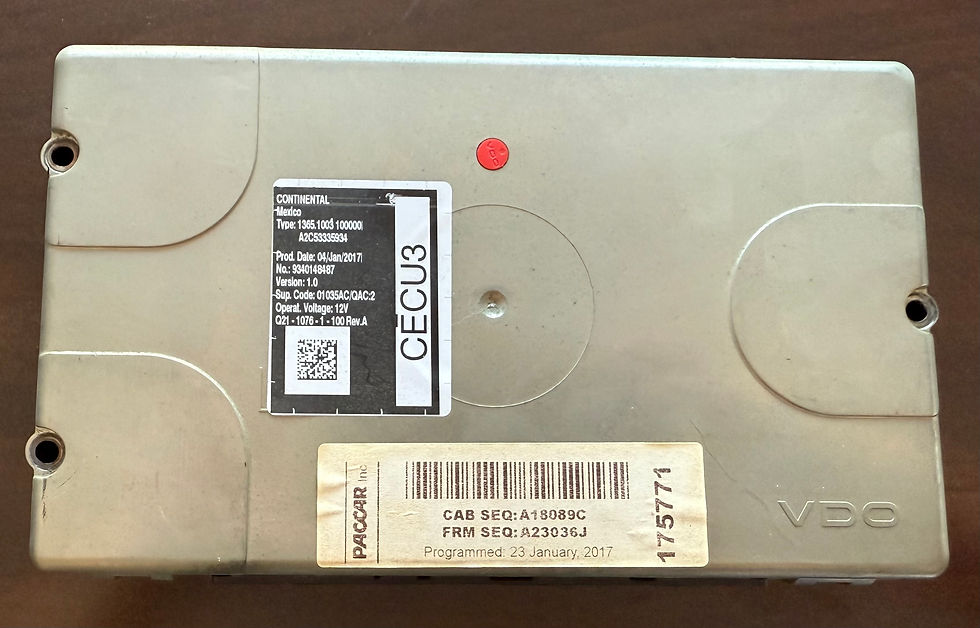 VDO
CONTINENTAL
Mexico
Type: 1365.1003 100000
A2C53335934
Prod. Date: 04/Jan/2017
No.: 9340148487
Version: 1.0
Sup. Code: 01035AC/QAC:2
Operat. Voltage: 12V
Q21 - 1076 - 1 - 100 Rev.A
CECU3
PACCAR Inc
CAB SEQ:A18089C
FRM SEQ:A23036J
Programmed: 23 January, 2017
175771
VDO